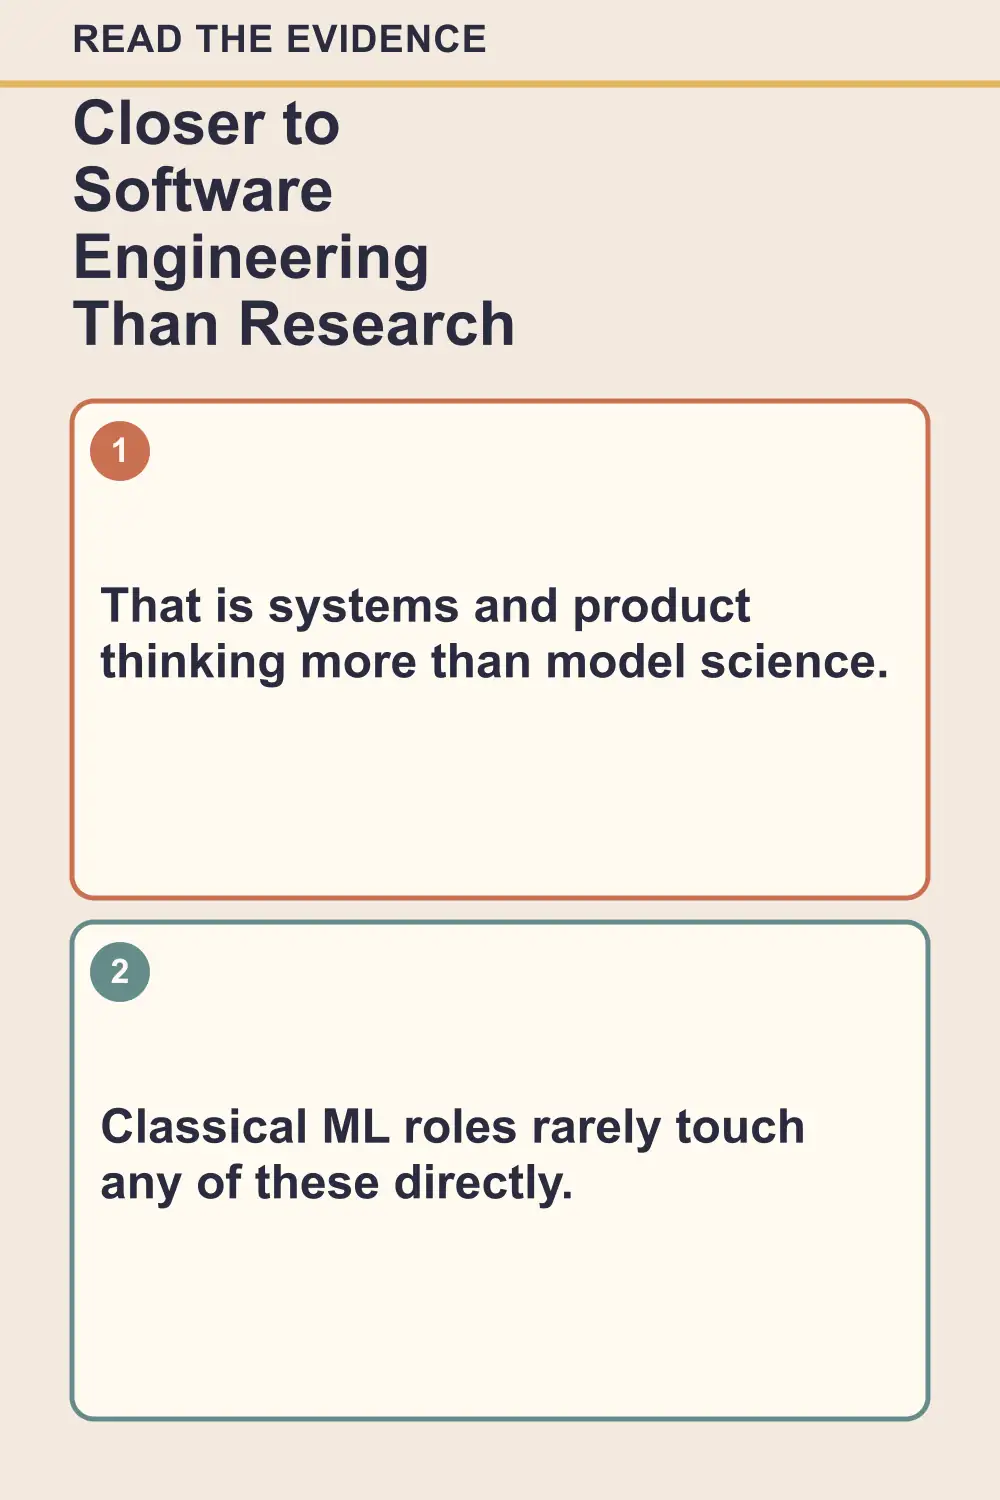 READ THE EVIDENCE
Closer to
Software
Engineering
Than Research
1
That is systems and product
thinking more than model science.
2
Classical ML roles rarely touch
any of these directly.